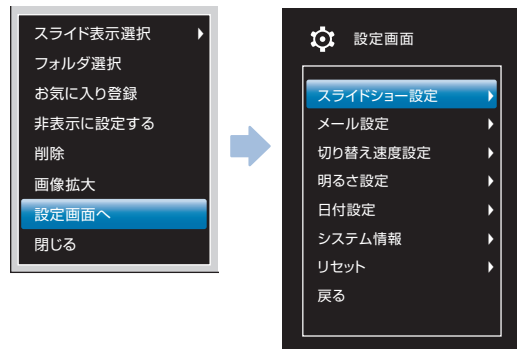 スライド表示選択
フォルダ選択
お気に入り登録
非表示に設定する
削除
画像拡大
設定画面へ
閉じる
設定画面
スライドショー設定
メール設定
切り替え速度設定
明るさ設定
日付設定
システム情報
リセット
戻る